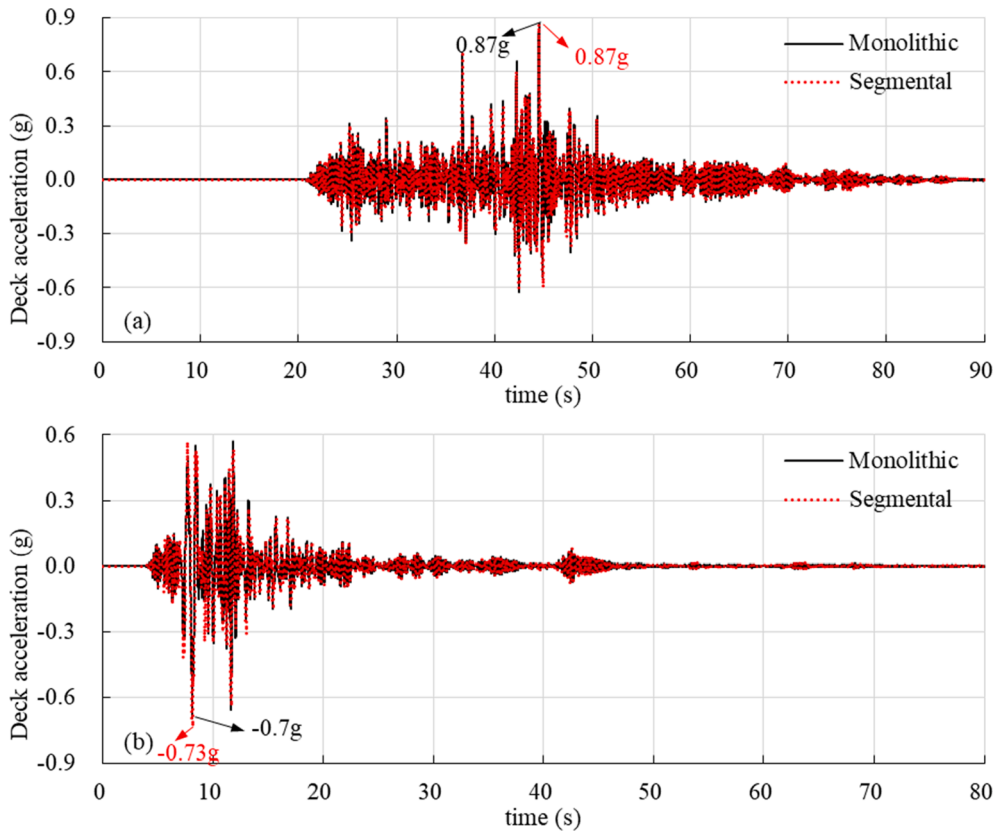 0.9
0.87g
0.87g
Monolithic
Segmental
0.6
0.3
0.0
-0.3
-0.6
-0.9
Deck acceleration (g)
(a)
0 10 20 30 40 50 60 70 80 90
time (s)
0.6
Monolithic
Segmental
0.3
0.0
-0.3
-0.6
-0.9
Deck acceleration (g)
-0.7g
-0.73g
(b)
0 10 20 30 40 50 60 70 80
time (s)